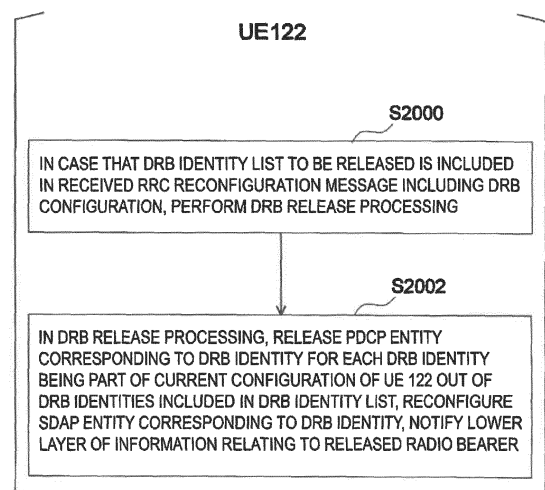 UE122
S2000
IN CASE THAT DRB IDENTITY LIST TO BE RELEASED IS INCLUDED
IN RECEIVED RRC RECONFIGURATION MESSAGE INCLUDING DRB
CONFIGURATION, PERFORM DRB RELEASE PROCESSING
S2002
IN DRB RELEASE PROCESSING, RELEASE PDCP ENTITY
CORRESPONDING TO DRB IDENTITY FOR EACH DRB IDENTITY
BEING PART OF CURRENT CONFIGURATION OF UE 122 OUT OF
DRB IDENTITIES INCLUDED IN DRB IDENTITY LIST, RECONFIGURE
SDAP ENTITY CORRESPONDING TO DRB IDENTITY, NOTIFY LOWER
LAYER OF INFORMATION RELATING TO RELEASED RADIO BEARER